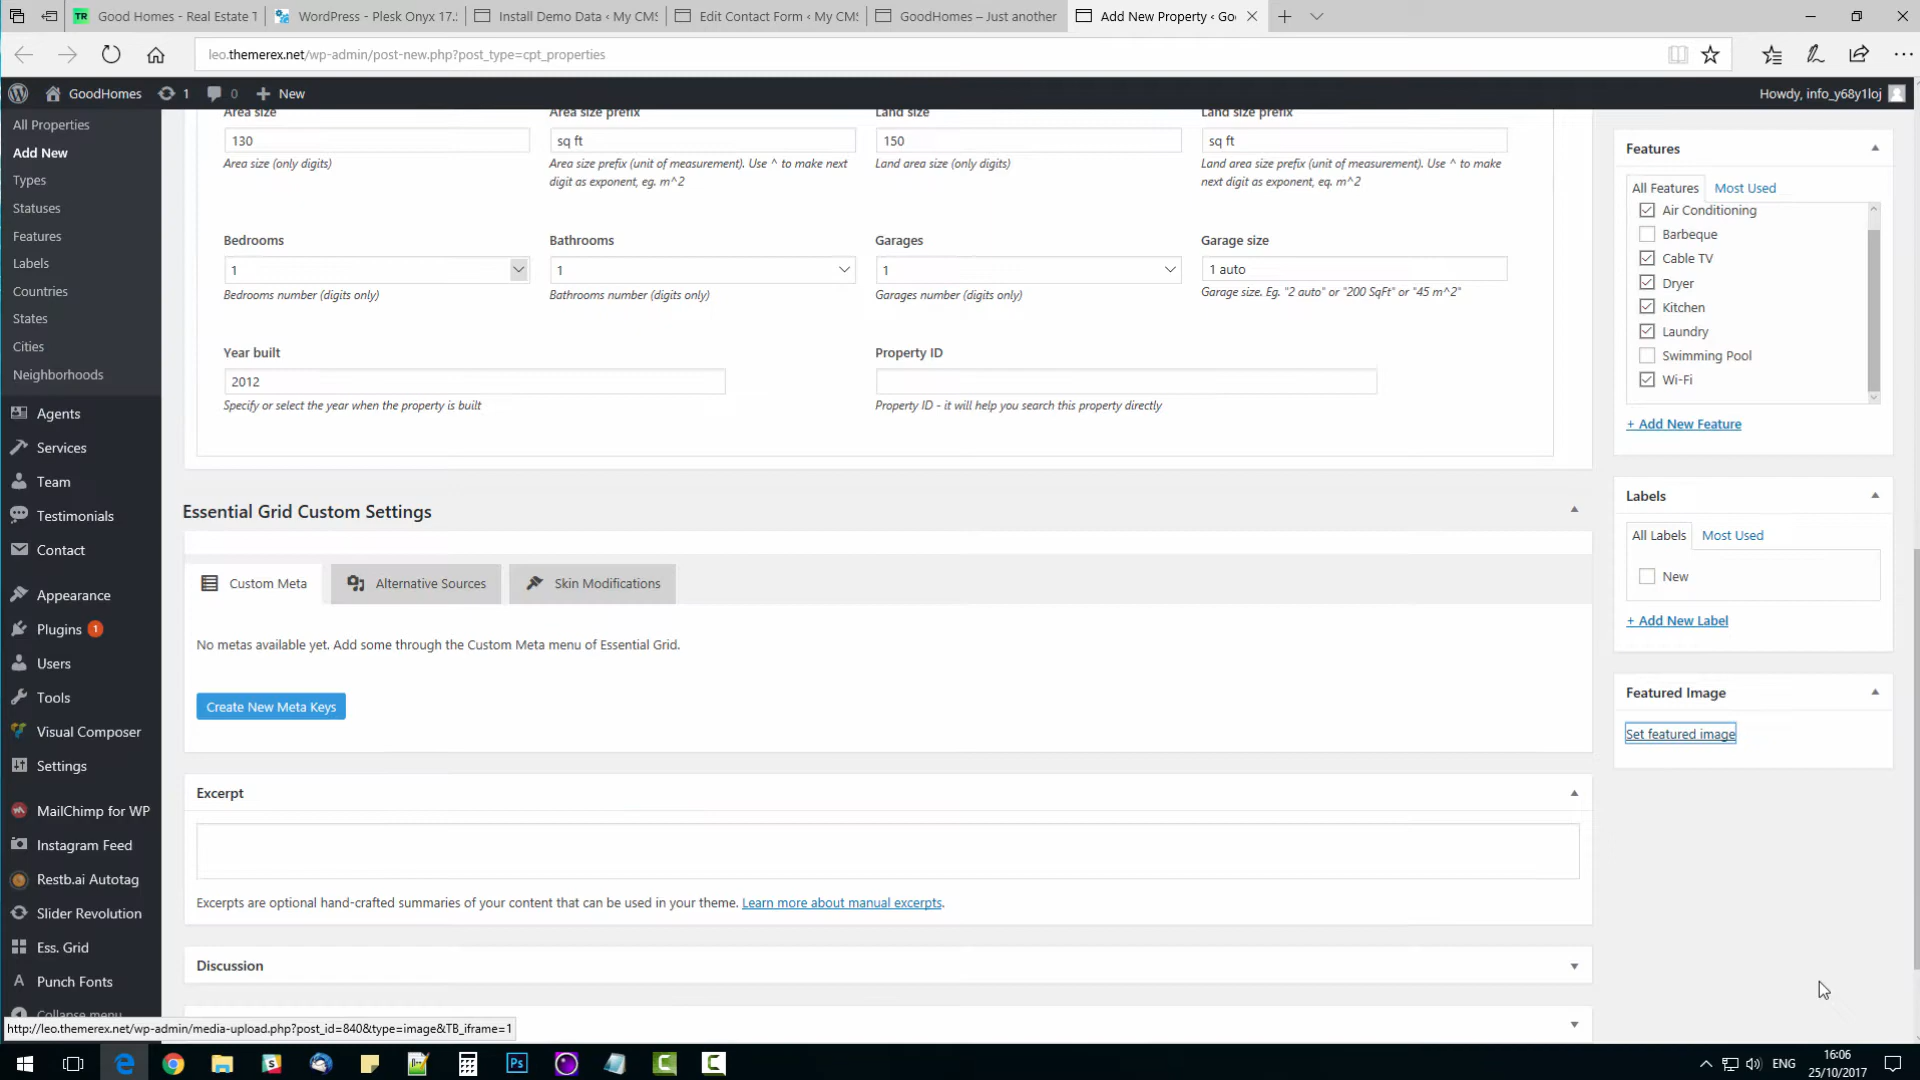 TR Good Homes - Real Estate T
WordPress - Plesk Onyx 17.
Install Demo Data ‹ My CMS
Edit Contact Form ‹ My CMS
GoodHomes – Just another
Add New Property ‹ Go
leo.themerex.net/wp-admin/post-new.php?post_type=cpt_properties
GoodHomes 1 0 New
Howdy, info_y68y1loj
All Properties
Add New
Types
Statuses
Features
Labels
Countries
States
Cities
Neighborhoods
Agents
Services
Team
Testimonials
Contact
Appearance
Plugins 1
Users
Tools
Visual Composer
Settings
MailChimp for WP
Instagram Feed
Restb.ai Autotag
Slider Revolution
Ess. Grid
Punch Fonts
Collapse menu
Area size
130
Area size (only digits)
Area size prefix
sq ft
Area size prefix (unit of measurement). Use ^ to make next
digit as exponent, eg. m^2
Land size
150
Land area size (only digits)
Land size prefix
sq ft
Land area size prefix (unit of measurement). Use ^ to make
next digit as exponent, eq. m^2
Bedrooms
1
Bedrooms number (digits only)
Bathrooms
1
Bathrooms number (digits only)
Garages
1
Garages number (digits only)
Garage size
1 auto
Garage size. Eg. "2 auto" or "200 SqFt" or "45 m^2"
Year built
2012
Specify or select the year when the property is built
Property ID
Property ID - it will help you search this property directly
Essential Grid Custom Settings
Custom Meta
Alternative Sources
Skin Modifications
No metas available yet. Add some through the Custom Meta menu of Essential Grid.
Create New Meta Keys
Excerpt
Excerpts are optional hand-crafted summaries of your content that can be used in your theme. Learn more about manual excerpts.
Discussion
Features
All Features
Most Used
Air Conditioning
Barbeque
Cable TV
Dryer
Kitchen
Laundry
Swimming Pool
Wi-Fi
+ Add New Feature
Labels
All Labels
Most Used
New
+ Add New Label
Featured Image
Set featured image
http://leo.themerex.net/wp-admin/media-upload.php?post_id=840&type=image&TB_iframe=1
Ps
ENG
16:06
25/10/2017